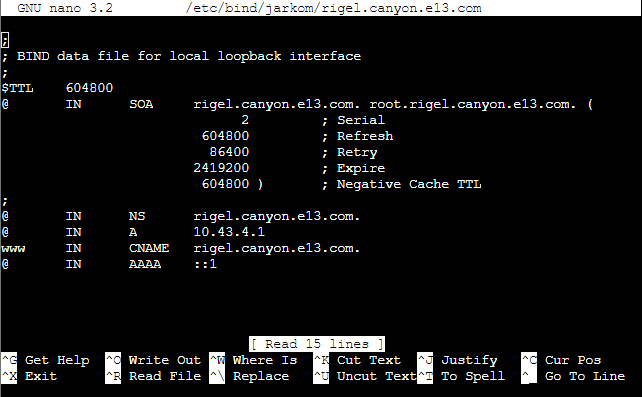 GNU nano 3.2 /etc/bind/jarkom/rigel.canyon.e13.com
;
; BIND data file for local loopback interface
;
$TTL 604800
@ IN SOA rigel.canyon.e13.com. root.rigel.canyon.e13.com. (
2 ; Serial
604800 ; Refresh
86400 ; Retry
2419200 ; Expire
604800 ) ; Negative Cache TTL
;
@ IN NS rigel.canyon.e13.com.
@ IN A 10.43.4.1
www IN CNAME rigel.canyon.e13.com.
@ IN AAAA ::1
[ Read 15 lines ]
^G Get Help ^O Write Out ^W Where Is ^K Cut Text ^J Justify ^C Cur Pos
^X Exit ^R Read File ^\ Replace ^U Uncut Text ^T To Spell ^_ Go To Line